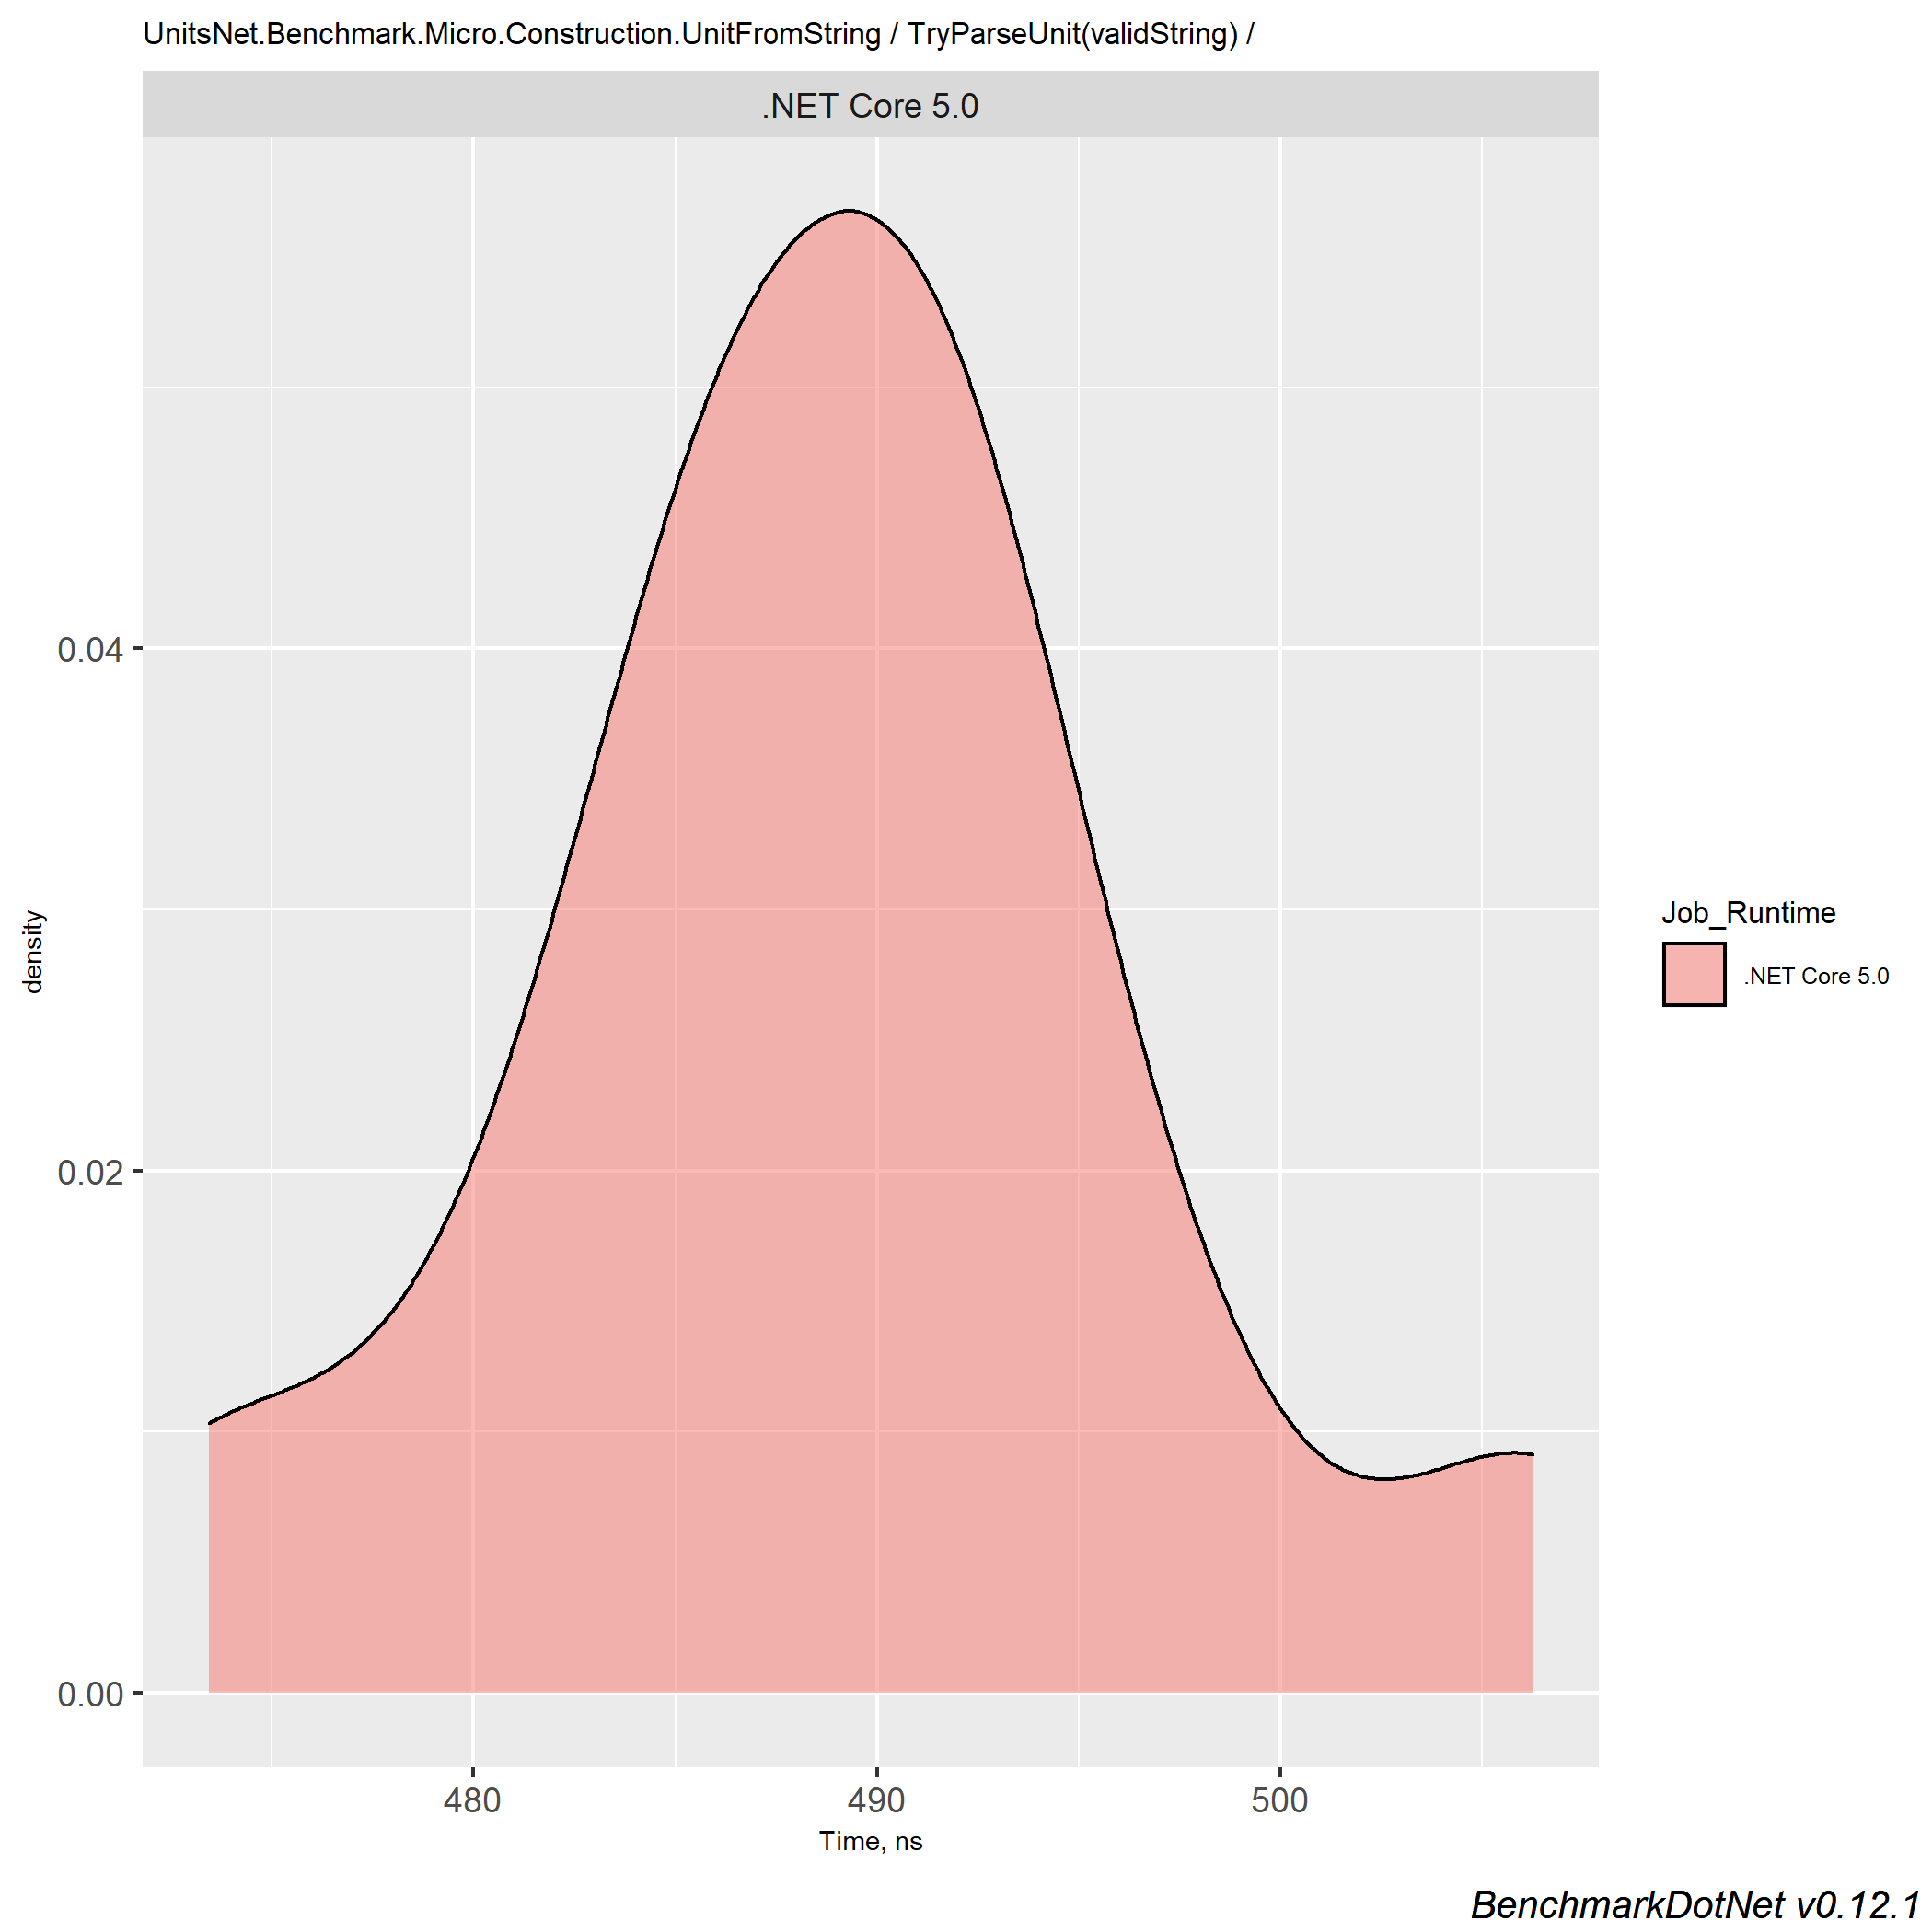 UnitsNet.Benchmark.Micro.Construction.UnitFromString / TryParseUnit(validString) /
.NET Core 5.0
density
0.04
0.02
0.00
480
490
500
Time, ns
Job_Runtime
.NET Core 5.0
BenchmarkDotNet v0.12.1